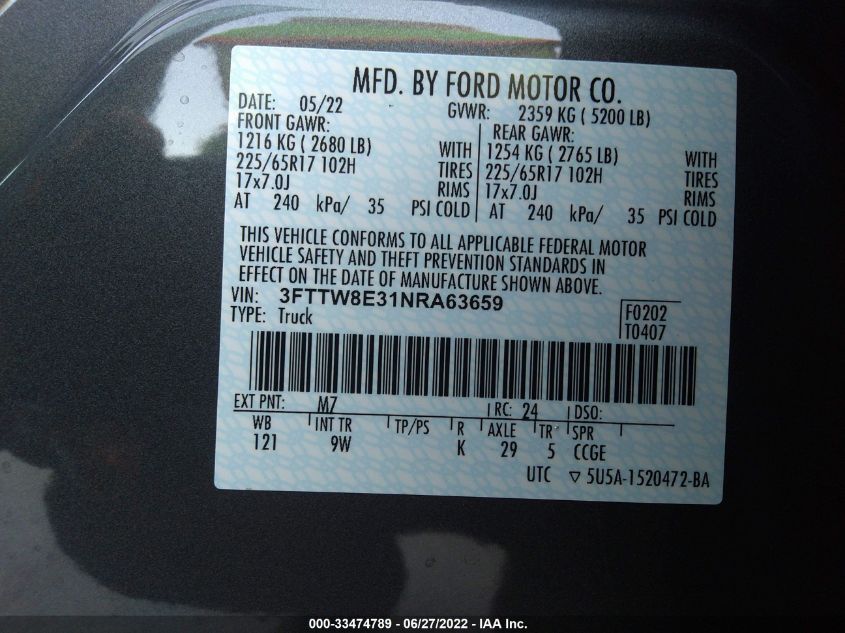 MFD. BY FORD MOTOR CO.
DATE: 05/22 GVWR: 2359 KG ( 5200 LB)
FRONT GAWR: REAR GAWR:
1216 KG ( 2680 LB) WITH 1254 KG ( 2765 LB) WITH
225/65R17 102H TIRES 225/65R17 102H TIRES
17x7.0J RIMS 17x7.0J RIMS
AT 240 kPa/ 35 PSI COLD AT 240 kPa/ 35 PSI COLD
THIS VEHICLE CONFORMS TO ALL APPLICABLE FEDERAL MOTOR
VEHICLE SAFETY AND THEFT PREVENTION STANDARDS IN
EFFECT ON THE DATE OF MANUFACTURE SHOWN ABOVE.
VIN: 3FTTW8E31NRA63659 F0202
TYPE: Truck T0407
EXT PNT: M7 RC: 24 DSO:
WB INT TR TP/PS R AXLE TR SPR
121 9W K 29 5 CCGE
UTC ▽ 5U5A-1520472-BA
000-33474789 - 06/27/2022 - IAA Inc.